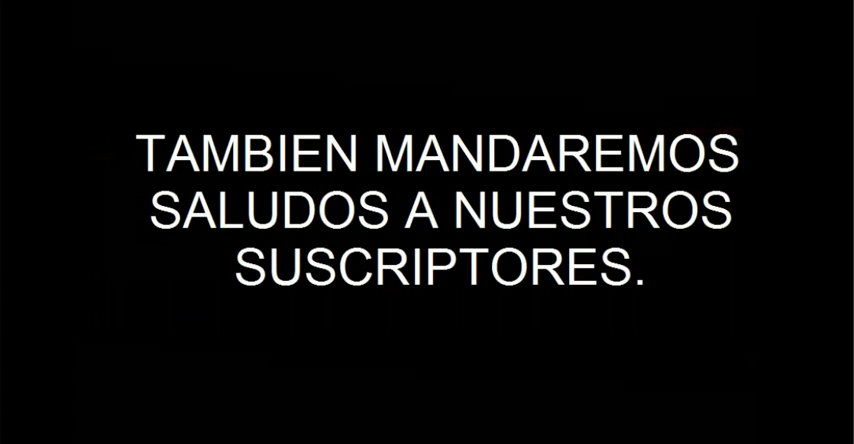 TAMBIEN MANDAREMOS
SALUDOS A NUESTROS
SUSCRIPTORES.